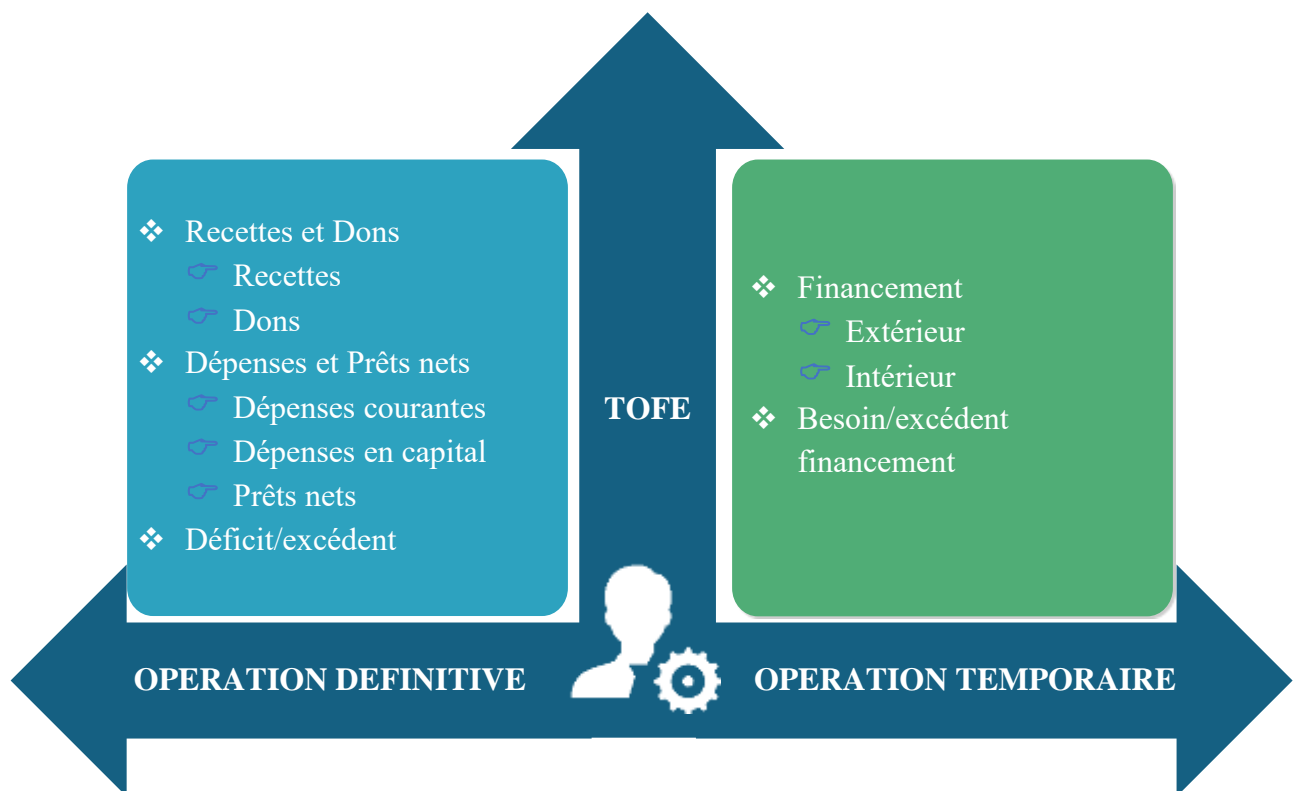 ❖ Recettes et Dons
☞ Recettes
☞ Dons
❖ Dépenses et Prêts nets
☞ Dépenses courantes
☞ Dépenses en capital
☞ Prêts nets
❖ Déficit/excédent
TOFE
❖ Financement
☞ Extérieur
☞ Intérieur
❖ Besoin/excédent
financement
OPERATION DEFINITIVE
OPERATION TEMPORAIRE